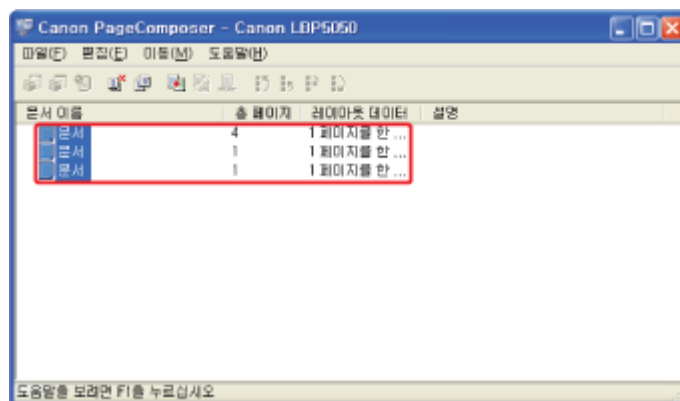 Canon PageComposer - Canon LBP5050
파일(F) 편집(E) 이동(M) 도움말(H)
문서 이름 총 페이지 레이아웃 데이터 설명
문서 4 1 페이지를 한 ...
문서 1 1 페이지를 한 ...
문서 1 1 페이지를 한 ...
도움말을 보려면 F1을 누르십시오